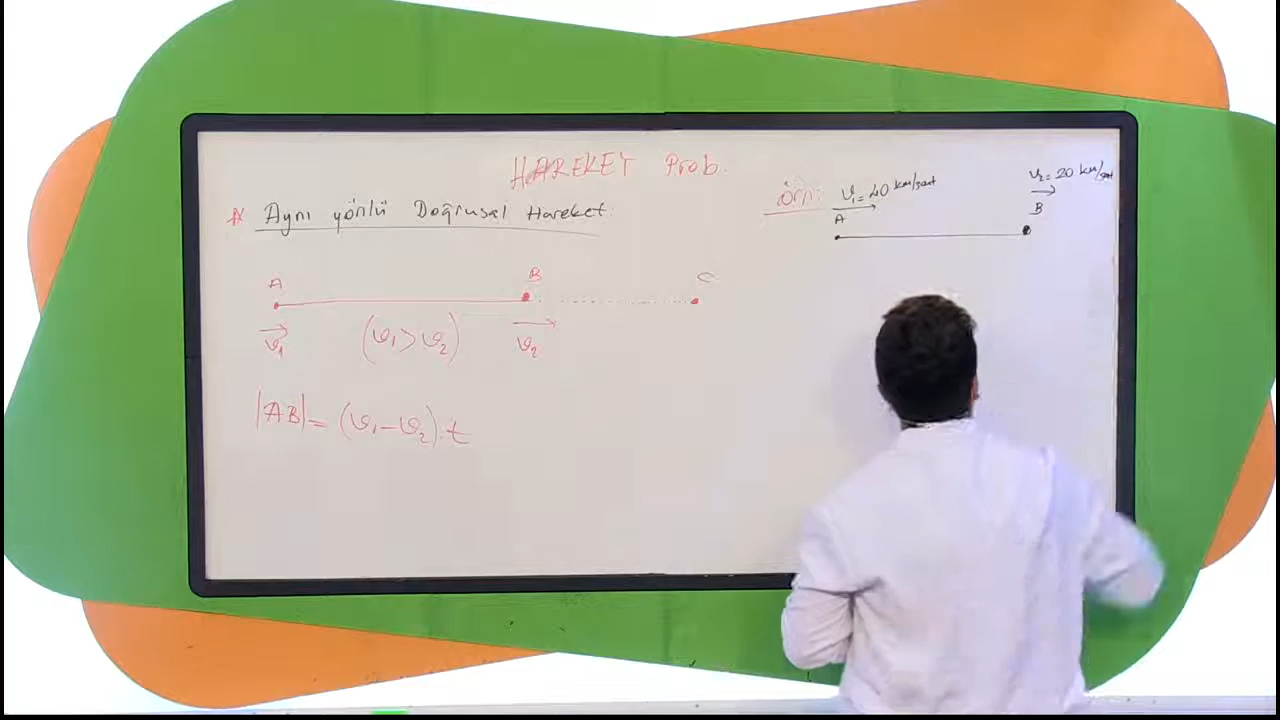 HAREKET Prob.
* Aynı yönlü Doğrusal Hareket.
A B C
v₁ (v₁>v₂) v₂
|AB|= (v₁-v₂).t
örn: v₁=40 km/saat v₂=20 km/saat
A B